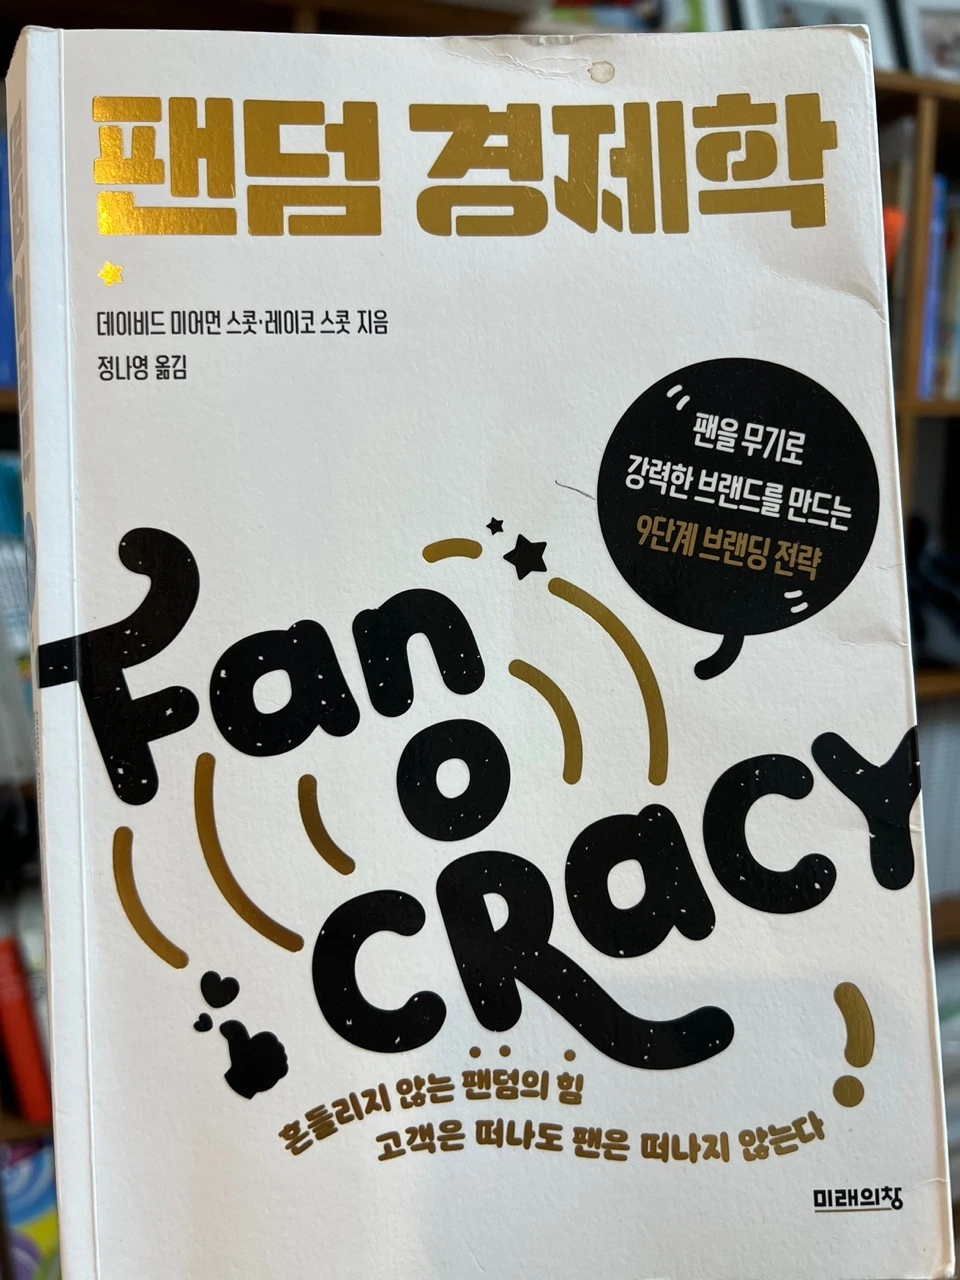 팬덤 경제학
데이비드 미어먼 스콧·레이코 스콧 지음
정나영 옮김
"팬을 무기로
강력한 브랜드를 만드는
9단계 브랜딩 전략"
Fan
o
CRaCY
흔들리지 않는 팬덤의 힘
고객은 떠나도 팬은 떠나지 않는다
미래의창